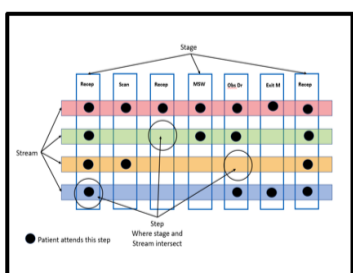 Stage
Recep Scan Recep MSW Obs Dr Exit M Recep
Stream
Step
Where stage and
Stream intersect
Patient attends this step